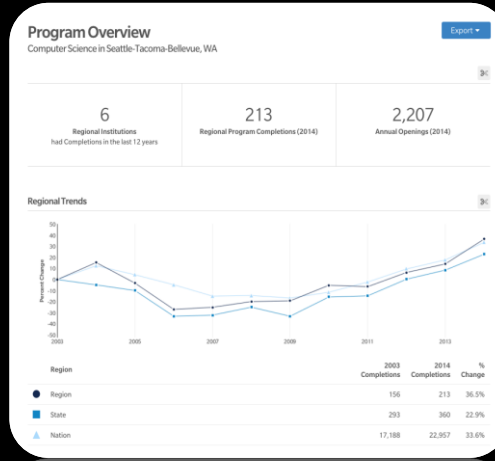 Program Overview
Export
Computer Science in Seattle-Tacoma-Bellevue, WA
6
Regional Institutions
had Completions in the last 12 years
213
Regional Program Completions (2014)
2,207
Annual Openings (2014)
Regional Trends
Percent Change
50
40
30
20
10
0
-10
-20
-30
-40
-50
2003 2005 2007 2009 2011 2013
Region 2003 Completions 2014 Completions % Change
Region 156 213 36.5%
State 293 360 22.9%
Nation 17,188 22,957 33.6%